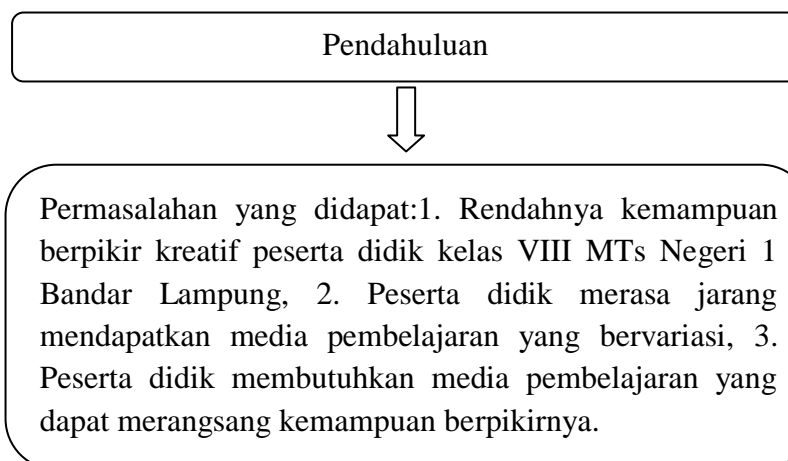 Pendahuluan
Permasalahan yang didapat:1. Rendahnya kemampuan
berpikir kreatif peserta didik kelas VIII MTs Negeri 1
Bandar Lampung, 2. Peserta didik merasa jarang
mendapatkan media pembelajaran yang bervariasi, 3.
Peserta didik membutuhkan media pembelajaran yang
dapat merangsang kemampuan berpikirnya.